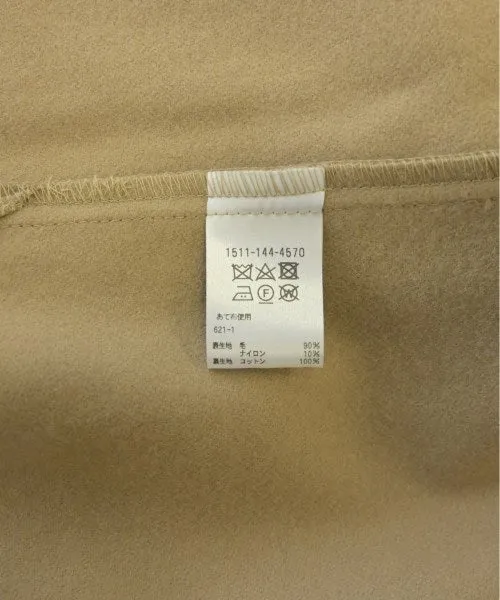 1511-144-4570
あて布使用
621-1
表生地 毛 90%
ナイロン 10%
裏生地 コットン 100%